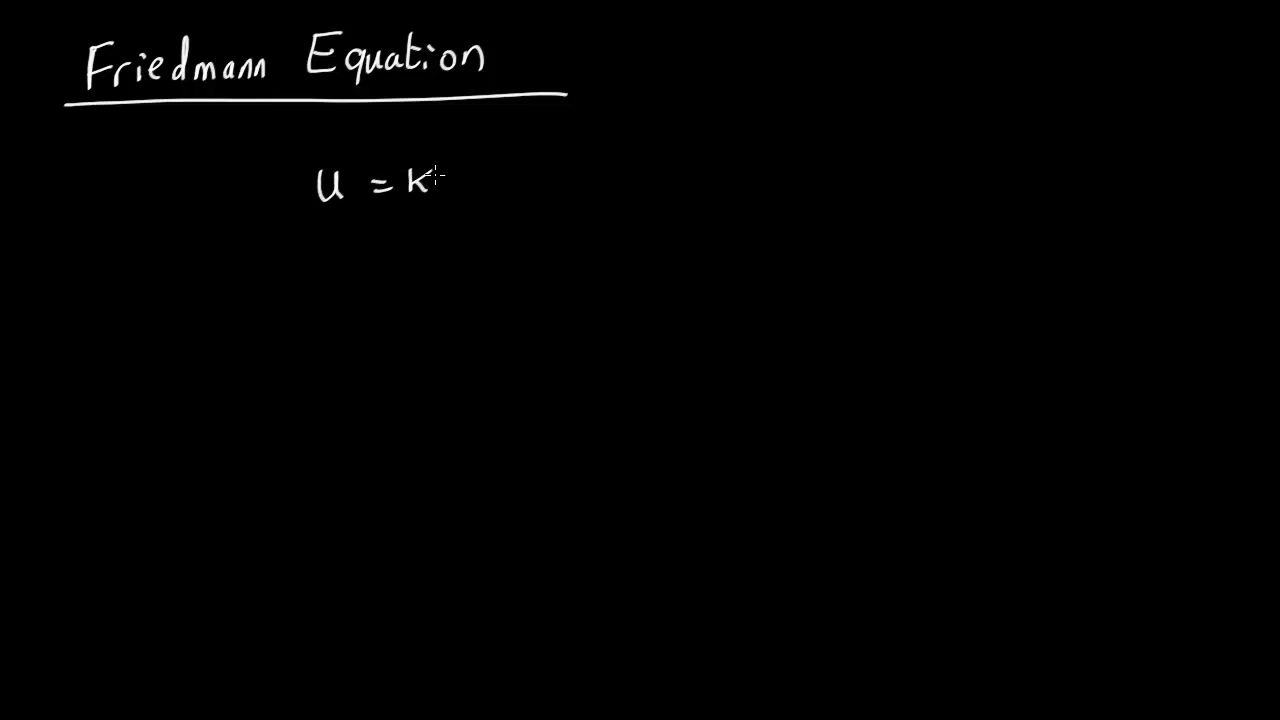 Friedmann Equation
U = K